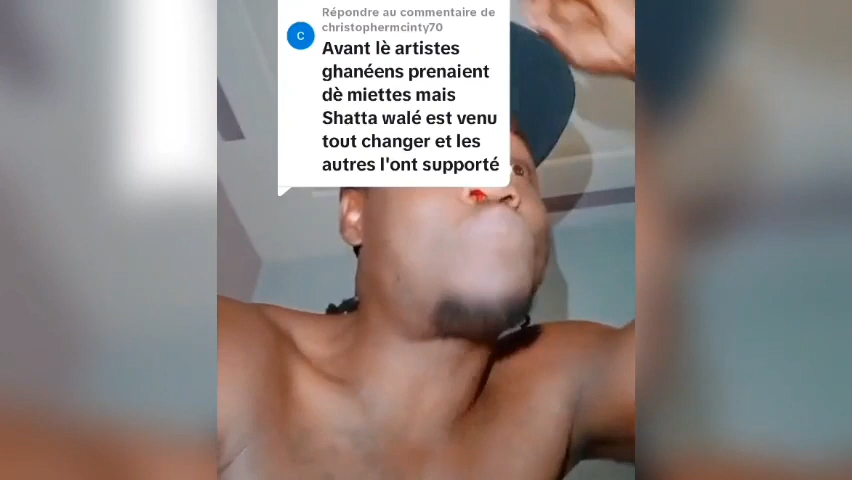 Répondre au commentaire de
christophermcinty70
C
Avant lè artistes
ghanéens prenaient
dè miettes mais
Shatta walé est venu
tout changer et les
autres l'ont supporté